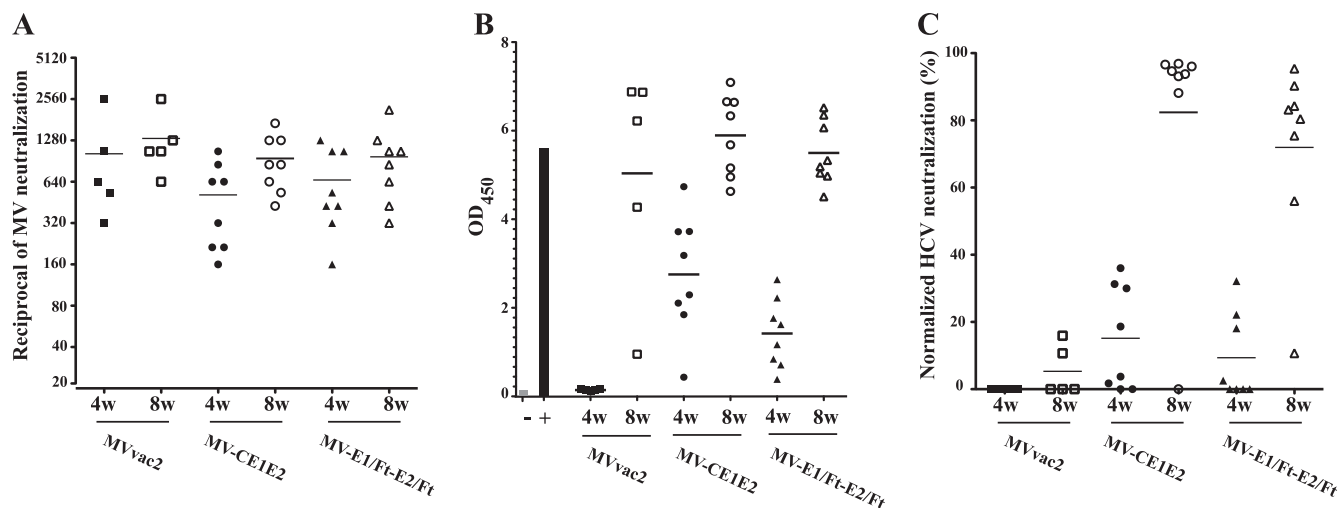 A
Reciprocal of MV neutralization
5120
2560
1280
640
320
160
80
40
20
4w 8w 4w 8w 4w 8w
MVvac2 MV-CE1E2 MV-E1/Ft-E2/Ft
B
OD450
8
6
4
2
0
- + 4w 8w 4w 8w 4w 8w
MVvac2 MV-CE1E2 MV-E1/Ft-E2/Ft
C
Normalized HCV neutralization (%)
100
80
60
40
20
0
4w 8w 4w 8w 4w 8w
MVvac2 MV-CE1E2 MV-E1/Ft-E2/Ft